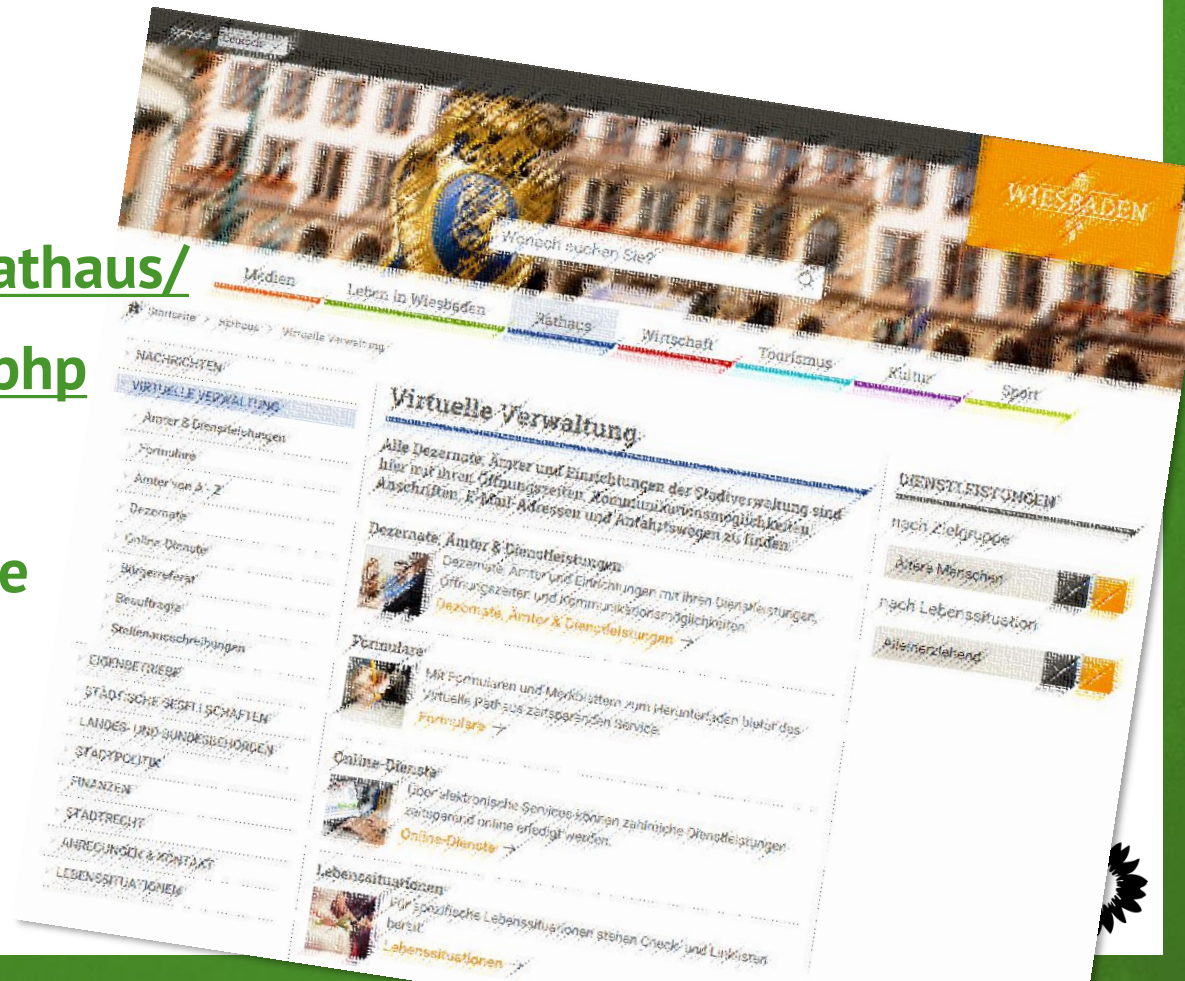 athaus/
php
e
Sprache Deutsch
WIESBADEN
Wonach suchen Sie?
Medien
Leben in Wiesbaden
Rathaus
Wirtschaft
Tourismus
Kultur
Sport
Startseite > Rathaus > Virtuelle Verwaltung
NACHRICHTEN
VIRTUELLE VERWALTUNG
Ämter & Dienstleistungen
Formulare
Ämter von A - Z
Dezernate
Online-Dienste
Bürgerreferat
Beauftragte
Stellenausschreibungen
EIGENBETRIEBE
STÄDTISCHE GESELLSCHAFTEN
LANDES- UND BUNDESBEHÖRDEN
STADTPOLITIK
FINANZEN
STADTRECHT
ANREGUNGEN & KONTAKT
LEBENSSITUATIONEN
Virtuelle Verwaltung
Alle Dezernate, Ämter und Einrichtungen der Stadtverwaltung sind
hier mit ihren Öffnungszeiten, Kommunikationsmöglichkeiten,
Anschriften, E-Mail-Adressen und Anfahrtswegen zu finden.
Dezernate, Ämter & Dienstleistungen
Dezernate, Ämter und Einrichtungen mit ihren Dienstleistungen,
Öffnungszeiten und Kommunikationsmöglichkeiten.
Dezernate, Ämter & Dienstleistungen →
Formulare
Mit Formularen und Merkblättern zum Herunterladen bietet das
Virtuelle Rathaus zeitsparenden Service.
Formulare →
Online-Dienste
Über elektronische Services können zahlreiche Dienstleistungen
zeitsparend online erledigt werden.
Online-Dienste →
Lebenssituationen
Für spezifische Lebenssituationen stehen Check- und Linklisten
bereit.
Lebenssituationen →
DIENSTLEISTUNGEN
nach Zielgruppe
Ältere Menschen
nach Lebenssituation
Alleinerziehend